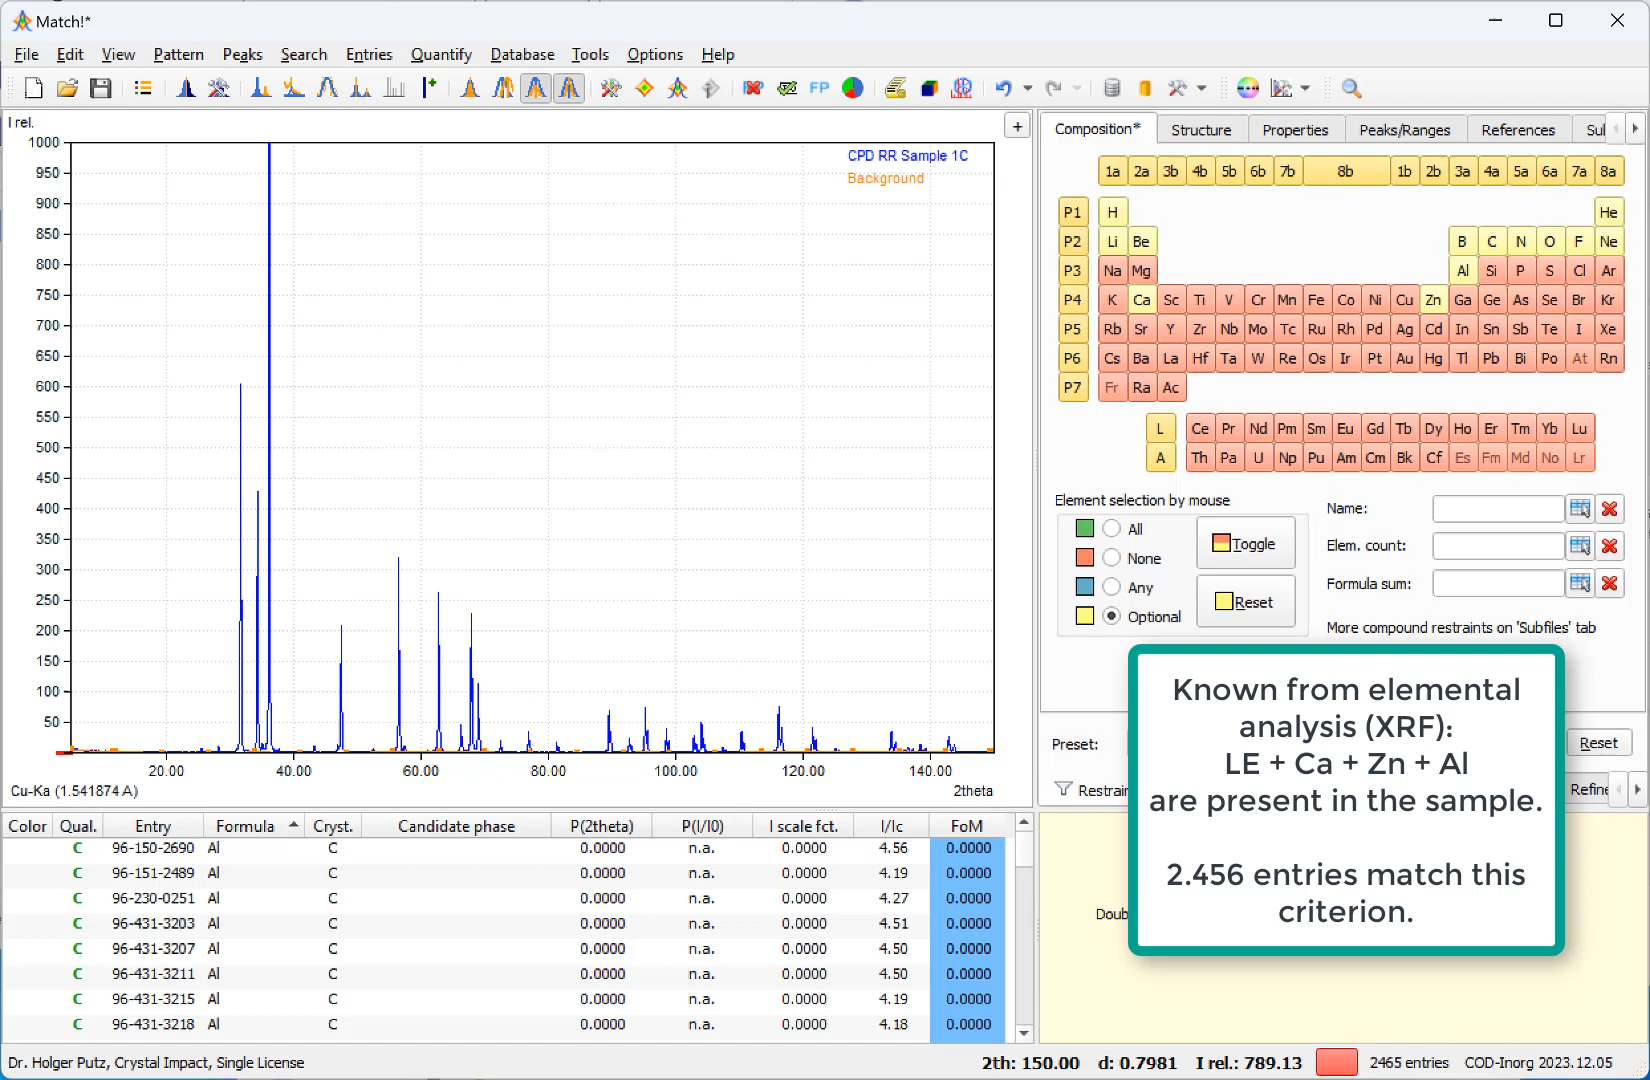 Match!*
File Edit View Pattern Peaks Search Entries Quantify Database Tools Options Help
FP
I rel.
+
CPD RR Sample 1C
Background
1000
950
900
850
800
750
700
650
600
550
500
450
400
350
300
250
200
150
100
50
20.00 40.00 60.00 80.00 100.00 120.00 140.00
Cu-Ka (1.541874 A) 2theta
Composition* Structure Properties Peaks/Ranges References Sul
1a 2a 3b 4b 5b 6b 7b 8b 1b 2b 3a 4a 5a 6a 7a 8a
P1 H He
P2 Li Be B C N O F Ne
P3 Na Mg Al Si P S Cl Ar
P4 K Ca Sc Ti V Cr Mn Fe Co Ni Cu Zn Ga Ge As Se Br Kr
P5 Rb Sr Y Zr Nb Mo Tc Ru Rh Pd Ag Cd In Sn Sb Te I Xe
P6 Cs Ba La Hf Ta W Re Os Ir Pt Au Hg Tl Pb Bi Po At Rn
P7 Fr Ra Ac
L Ce Pr Nd Pm Sm Eu Gd Tb Dy Ho Er Tm Yb Lu
A Th Pa U Np Pu Am Cm Bk Cf Es Fm Md No Lr
Element selection by mouse
All
None
Any
Optional
Toggle
Reset
Name:
Elem. count:
Formula sum:
More compound restraints on 'Subfiles' tab
Preset: Reset
Restrain Refine
Doub
Known from elemental
analysis (XRF):
LE + Ca + Zn + Al
are present in the sample.
2.456 entries match this
criterion.
Color Qual. Entry Formula Cryst. Candidate phase P(2theta) P(I/I0) I scale fct. I/Ic FoM
C 96-150-2690 Al C 0.0000 n.a. 0.0000 4.56 0.0000
C 96-151-2489 Al C 0.0000 n.a. 0.0000 4.19 0.0000
C 96-230-0251 Al C 0.0000 n.a. 0.0000 4.27 0.0000
C 96-431-3203 Al C 0.0000 n.a. 0.0000 4.51 0.0000
C 96-431-3207 Al C 0.0000 n.a. 0.0000 4.50 0.0000
C 96-431-3211 Al C 0.0000 n.a. 0.0000 4.50 0.0000
C 96-431-3215 Al C 0.0000 n.a. 0.0000 4.19 0.0000
C 96-431-3218 Al C 0.0000 n.a. 0.0000 4.18 0.0000
Dr. Holger Putz, Crystal Impact, Single License 2th: 150.00 d: 0.7981 I rel.: 789.13 2465 entries COD-Inorg 2023.12.05